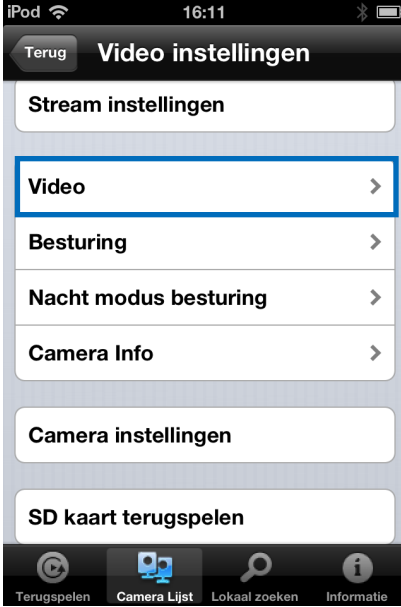 iPod 16:11
Terug Video instellingen
Stream instellingen
Video
Besturing
Nacht modus besturing
Camera Info
Camera instellingen
SD kaart terugspelen
Terugspelen Camera Lijst Lokaal zoeken Informatie